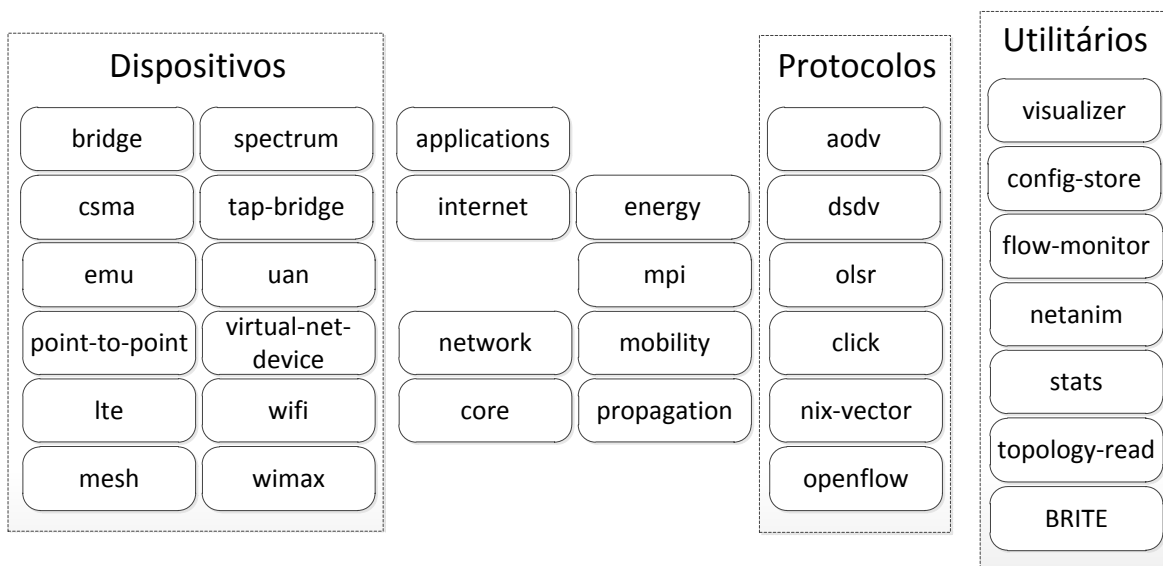 Dispositivos
bridge
spectrum
csma
tap-bridge
emu
uan
point-to-point
virtual-net-
device
lte
wifi
mesh
wimax
applications
internet
energy
mpi
network
mobility
core
propagation
Protocolos
aodv
dsdv
olsr
click
nix-vector
openflow
Utilitários
visualizer
config-store
flow-monitor
netanim
stats
topology-read
BRITE